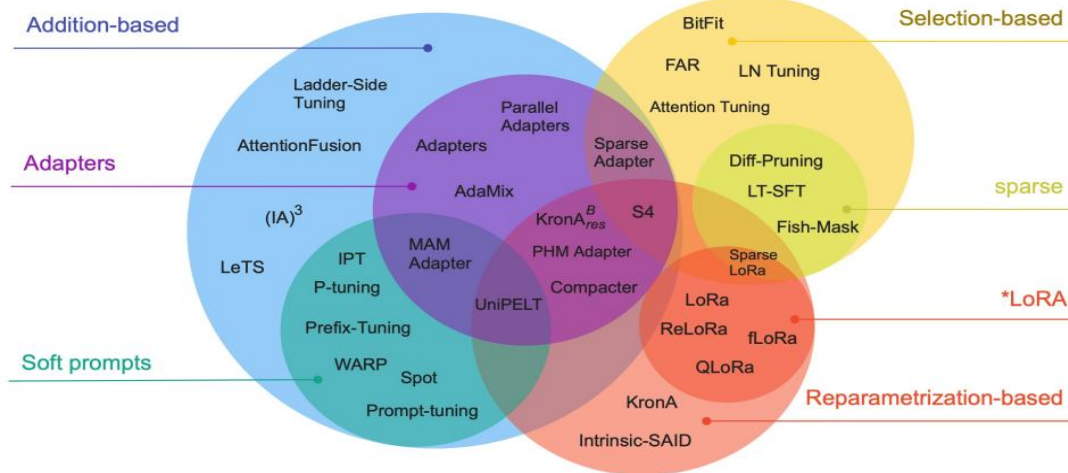 Addition-based
Selection-based
BitFit
FAR
LN Tuning
Ladder-Side
Tuning
Parallel
Adapters
Attention Tuning
AttentionFusion
Adapters
Sparse
Adapter
Adapters
Diff-Pruning
AdaMix
LT-SFT
sparse
(IA)³
KronA^B_res
S4
Fish-Mask
MAM
Adapter
PHM Adapter
IPT
LeTS
Sparse
LoRa
P-tuning
Compacter
UniPELT
LoRa
*LoRA
Prefix-Tuning
ReLoRa
fLoRa
Soft prompts
WARP
Spot
QLoRa
Prompt-tuning
KronA
Reparametrization-based
Intrinsic-SAID